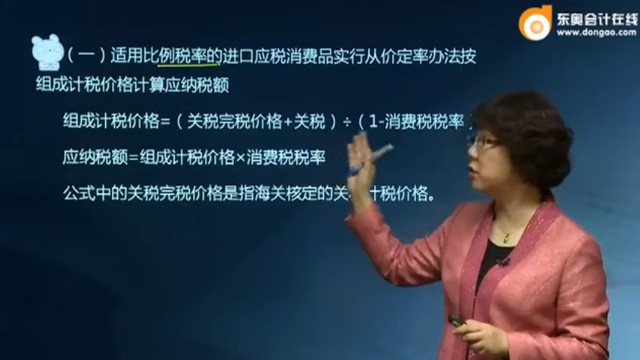 东奥会计在线
www.dongao.com
（一）适用比例税率的进口应税消费品实行从价定率办法按
组成计税价格计算应纳税额
组成计税价格=（关税完税价格+关税）÷（1-消费税税率）
应纳税额=组成计税价格×消费税税率
公式中的关税完税价格是指海关核定的关 计税价格。